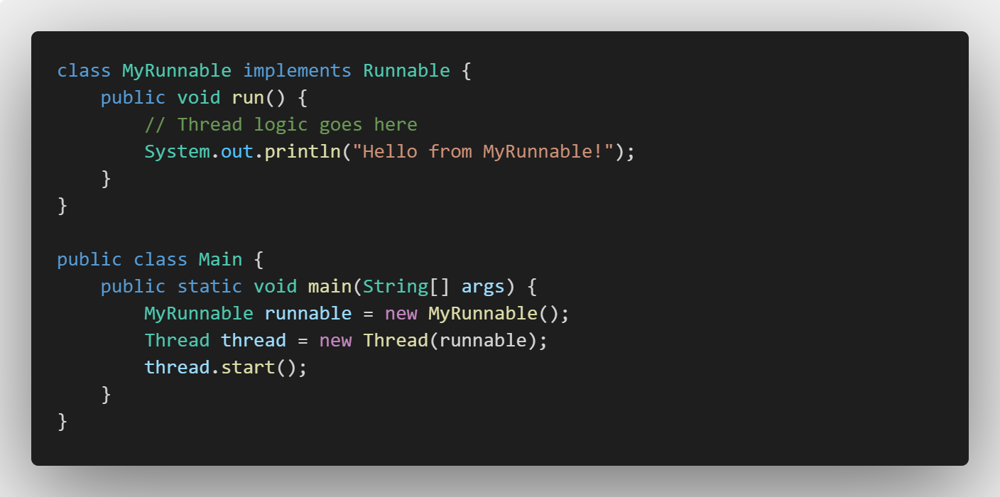 class MyRunnable implements Runnable {
    public void run() {
        // Thread logic goes here
        System.out.println("Hello from MyRunnable!");
    }
}

public class Main {
    public static void main(String[] args) {
        MyRunnable runnable = new MyRunnable();
        Thread thread = new Thread(runnable);
        thread.start();
    }
}